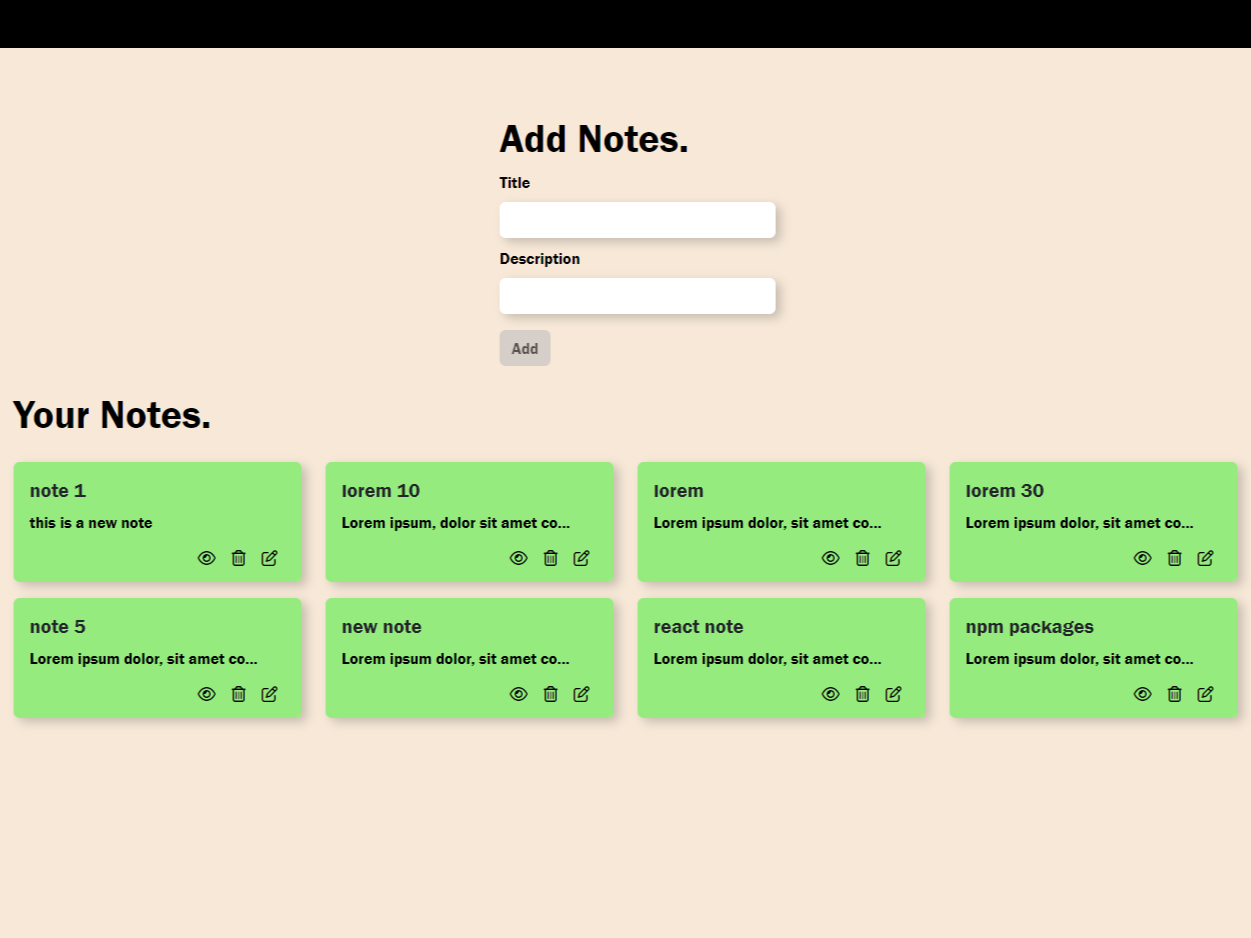 Add Notes.
Title
Description
Add
Your Notes.
note 1
this is a new note
lorem 10
Lorem ipsum, dolor sit amet co...
lorem
Lorem ipsum dolor, sit amet co...
lorem 30
Lorem ipsum dolor, sit amet co...
note 5
Lorem ipsum dolor, sit amet co...
new note
Lorem ipsum dolor, sit amet co...
react note
Lorem ipsum dolor, sit amet co...
npm packages
Lorem ipsum dolor, sit amet co...